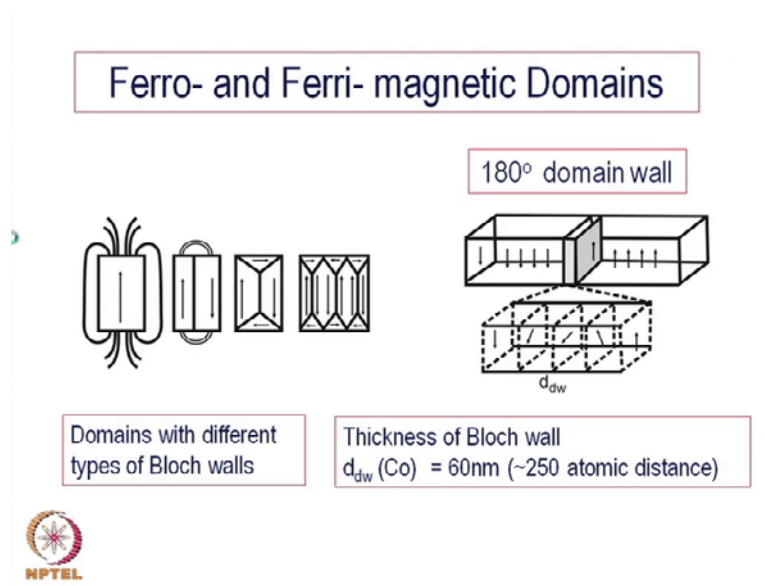 Ferro- and Ferri- magnetic Domains
180° domain wall
d_dw
Domains with different
types of Bloch walls
Thickness of Bloch wall
d_dw (Co) = 60nm (~250 atomic distance)
NPTEL